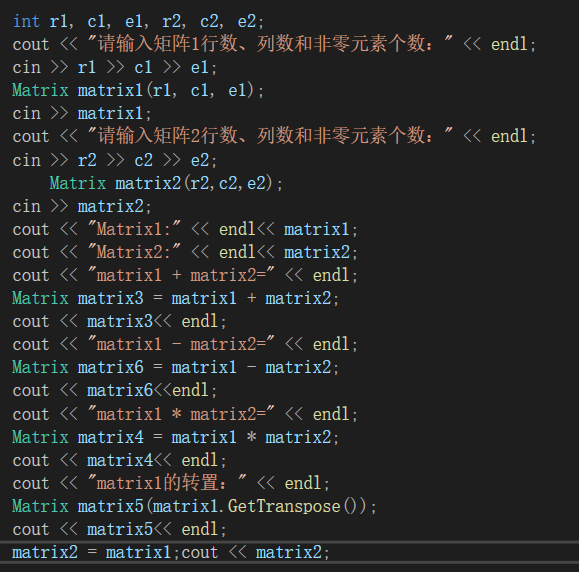 int r1, c1, e1, r2, c2, e2;
cout << "请输入矩阵1行数、列数和非零元素个数：" << endl;
cin >> r1 >> c1 >> e1;
Matrix matrix1(r1, c1, e1);
cin >> matrix1;
cout << "请输入矩阵2行数、列数和非零元素个数：" << endl;
cin >> r2 >> c2 >> e2;
    Matrix matrix2(r2,c2,e2);
cin >> matrix2;
cout << "Matrix1:" << endl<< matrix1;
cout << "Matrix2:" << endl<< matrix2;
cout << "matrix1 + matrix2=" << endl;
Matrix matrix3 = matrix1 + matrix2;
cout << matrix3<< endl;
cout << "matrix1 - matrix2=" << endl;
Matrix matrix6 = matrix1 - matrix2;
cout << matrix6<<endl;
cout << "matrix1 * matrix2=" << endl;
Matrix matrix4 = matrix1 * matrix2;
cout << matrix4<< endl;
cout << "matrix1的转置：" << endl;
Matrix matrix5(matrix1.GetTranspose());
cout << matrix5<< endl;
matrix2 = matrix1;cout << matrix2;